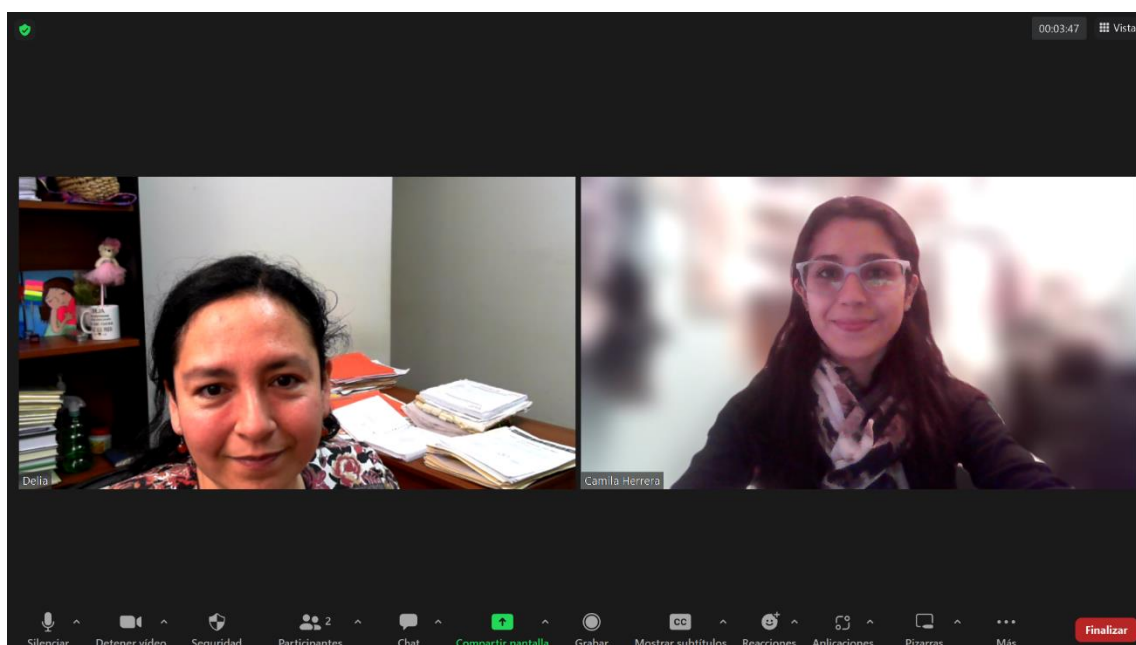 00:03:47
Vista
Delia
Camila Herrera
2
CC
Silenciar
Detener video
Seguridad
Participantes
Chat
Compartir pantalla
Grabar
Mostrar subtítulos
Reacciones
Aplicaciones
Pizarras
Más
Finalizar